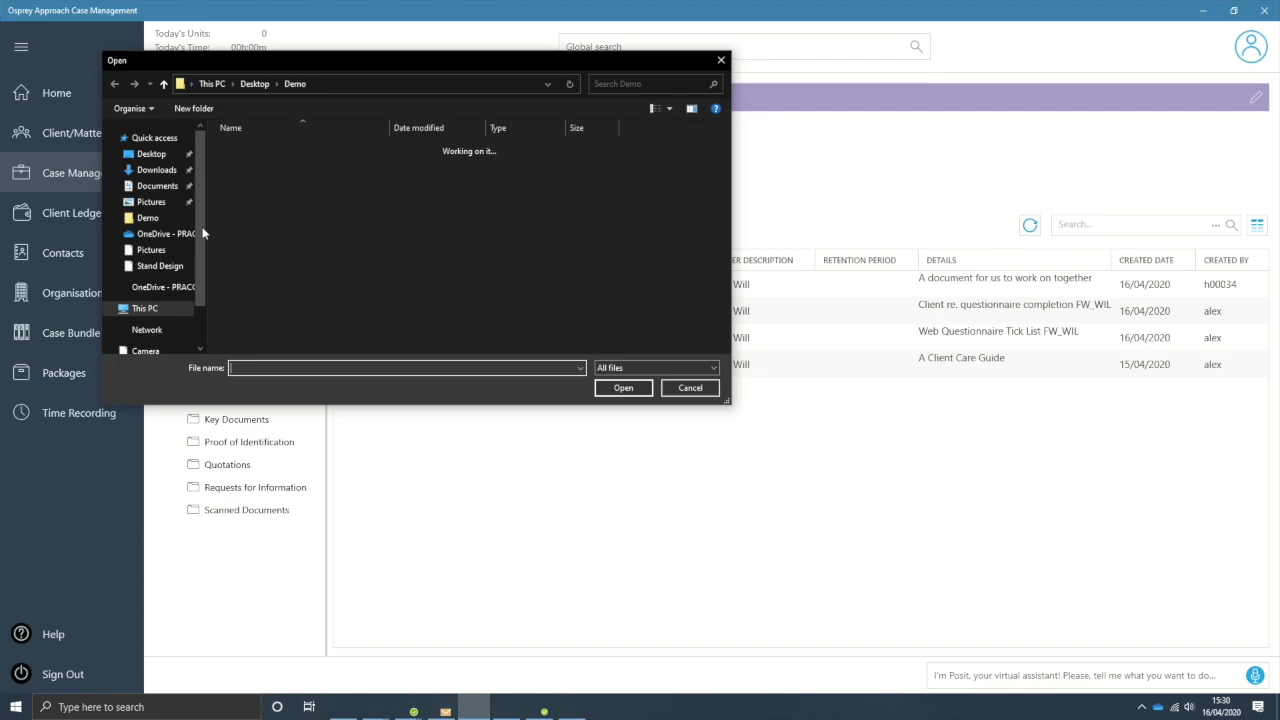 Osprey Approach Case Management
Today's Units: 0
Today's Time: 00h:00m
Global search
Open
This PC
Desktop
Demo
Search Demo
Organise
New folder
Name
Date modified
Type
Size
Working on it...
Quick access
Desktop
Downloads
Documents
Pictures
Demo
OneDrive - PRAC
Pictures
Stand Design
OneDrive - PRACC
This PC
Network
Camera
File name:
All files
Open
Cancel
Home
Client/Matte
Case Manag
Client Ledge
Contacts
Organisation
Case Bundle
Packages
Time Recording
Help
Sign Out
Search...
ER DESCRIPTION
RETENTION PERIOD
DETAILS
CREATED DATE
CREATED BY
Will
A document for us to work on together
16/04/2020
h00034
Will
Client re. questionnaire completion FW_WIL
16/04/2020
alex
Will
Web Questionnaire Tick List FW_WIL
16/04/2020
alex
Will
A Client Care Guide
15/04/2020
alex
Key Documents
Proof of Identification
Quotations
Requests for Information
Scanned Documents
I'm Posit, your virtual assistant! Please, tell me what you want to do...
Type here to search
15:30
16/04/2020